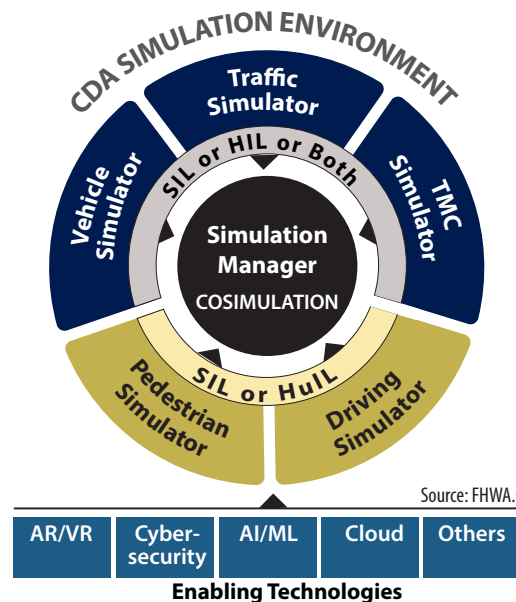 CDA SIMULATION ENVIRONMENT
Traffic
Simulator
Vehicle
Simulator
TMC
Simulator
SIL or HIL or Both
Simulation
Manager
COSIMULATION
SIL or HuIL
Pedestrian
Simulator
Driving
Simulator
Source: FHWA.
AR/VR
Cyber-
security
AI/ML
Cloud
Others
Enabling Technologies